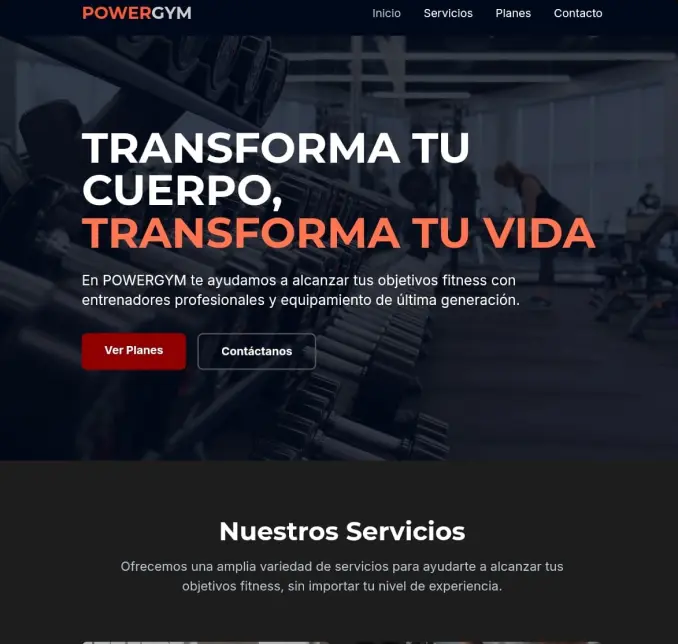 POWERGYM
Inicio Servicios Planes Contacto
TRANSFORMA TU
CUERPO,
TRANSFORMA TU VIDA
En POWERGYM te ayudamos a alcanzar tus objetivos fitness con
entrenadores profesionales y equipamiento de última generación.
Ver Planes Contáctanos
Nuestros Servicios
Ofrecemos una amplia variedad de servicios para ayudarte a alcanzar tus
objetivos fitness, sin importar tu nivel de experiencia.